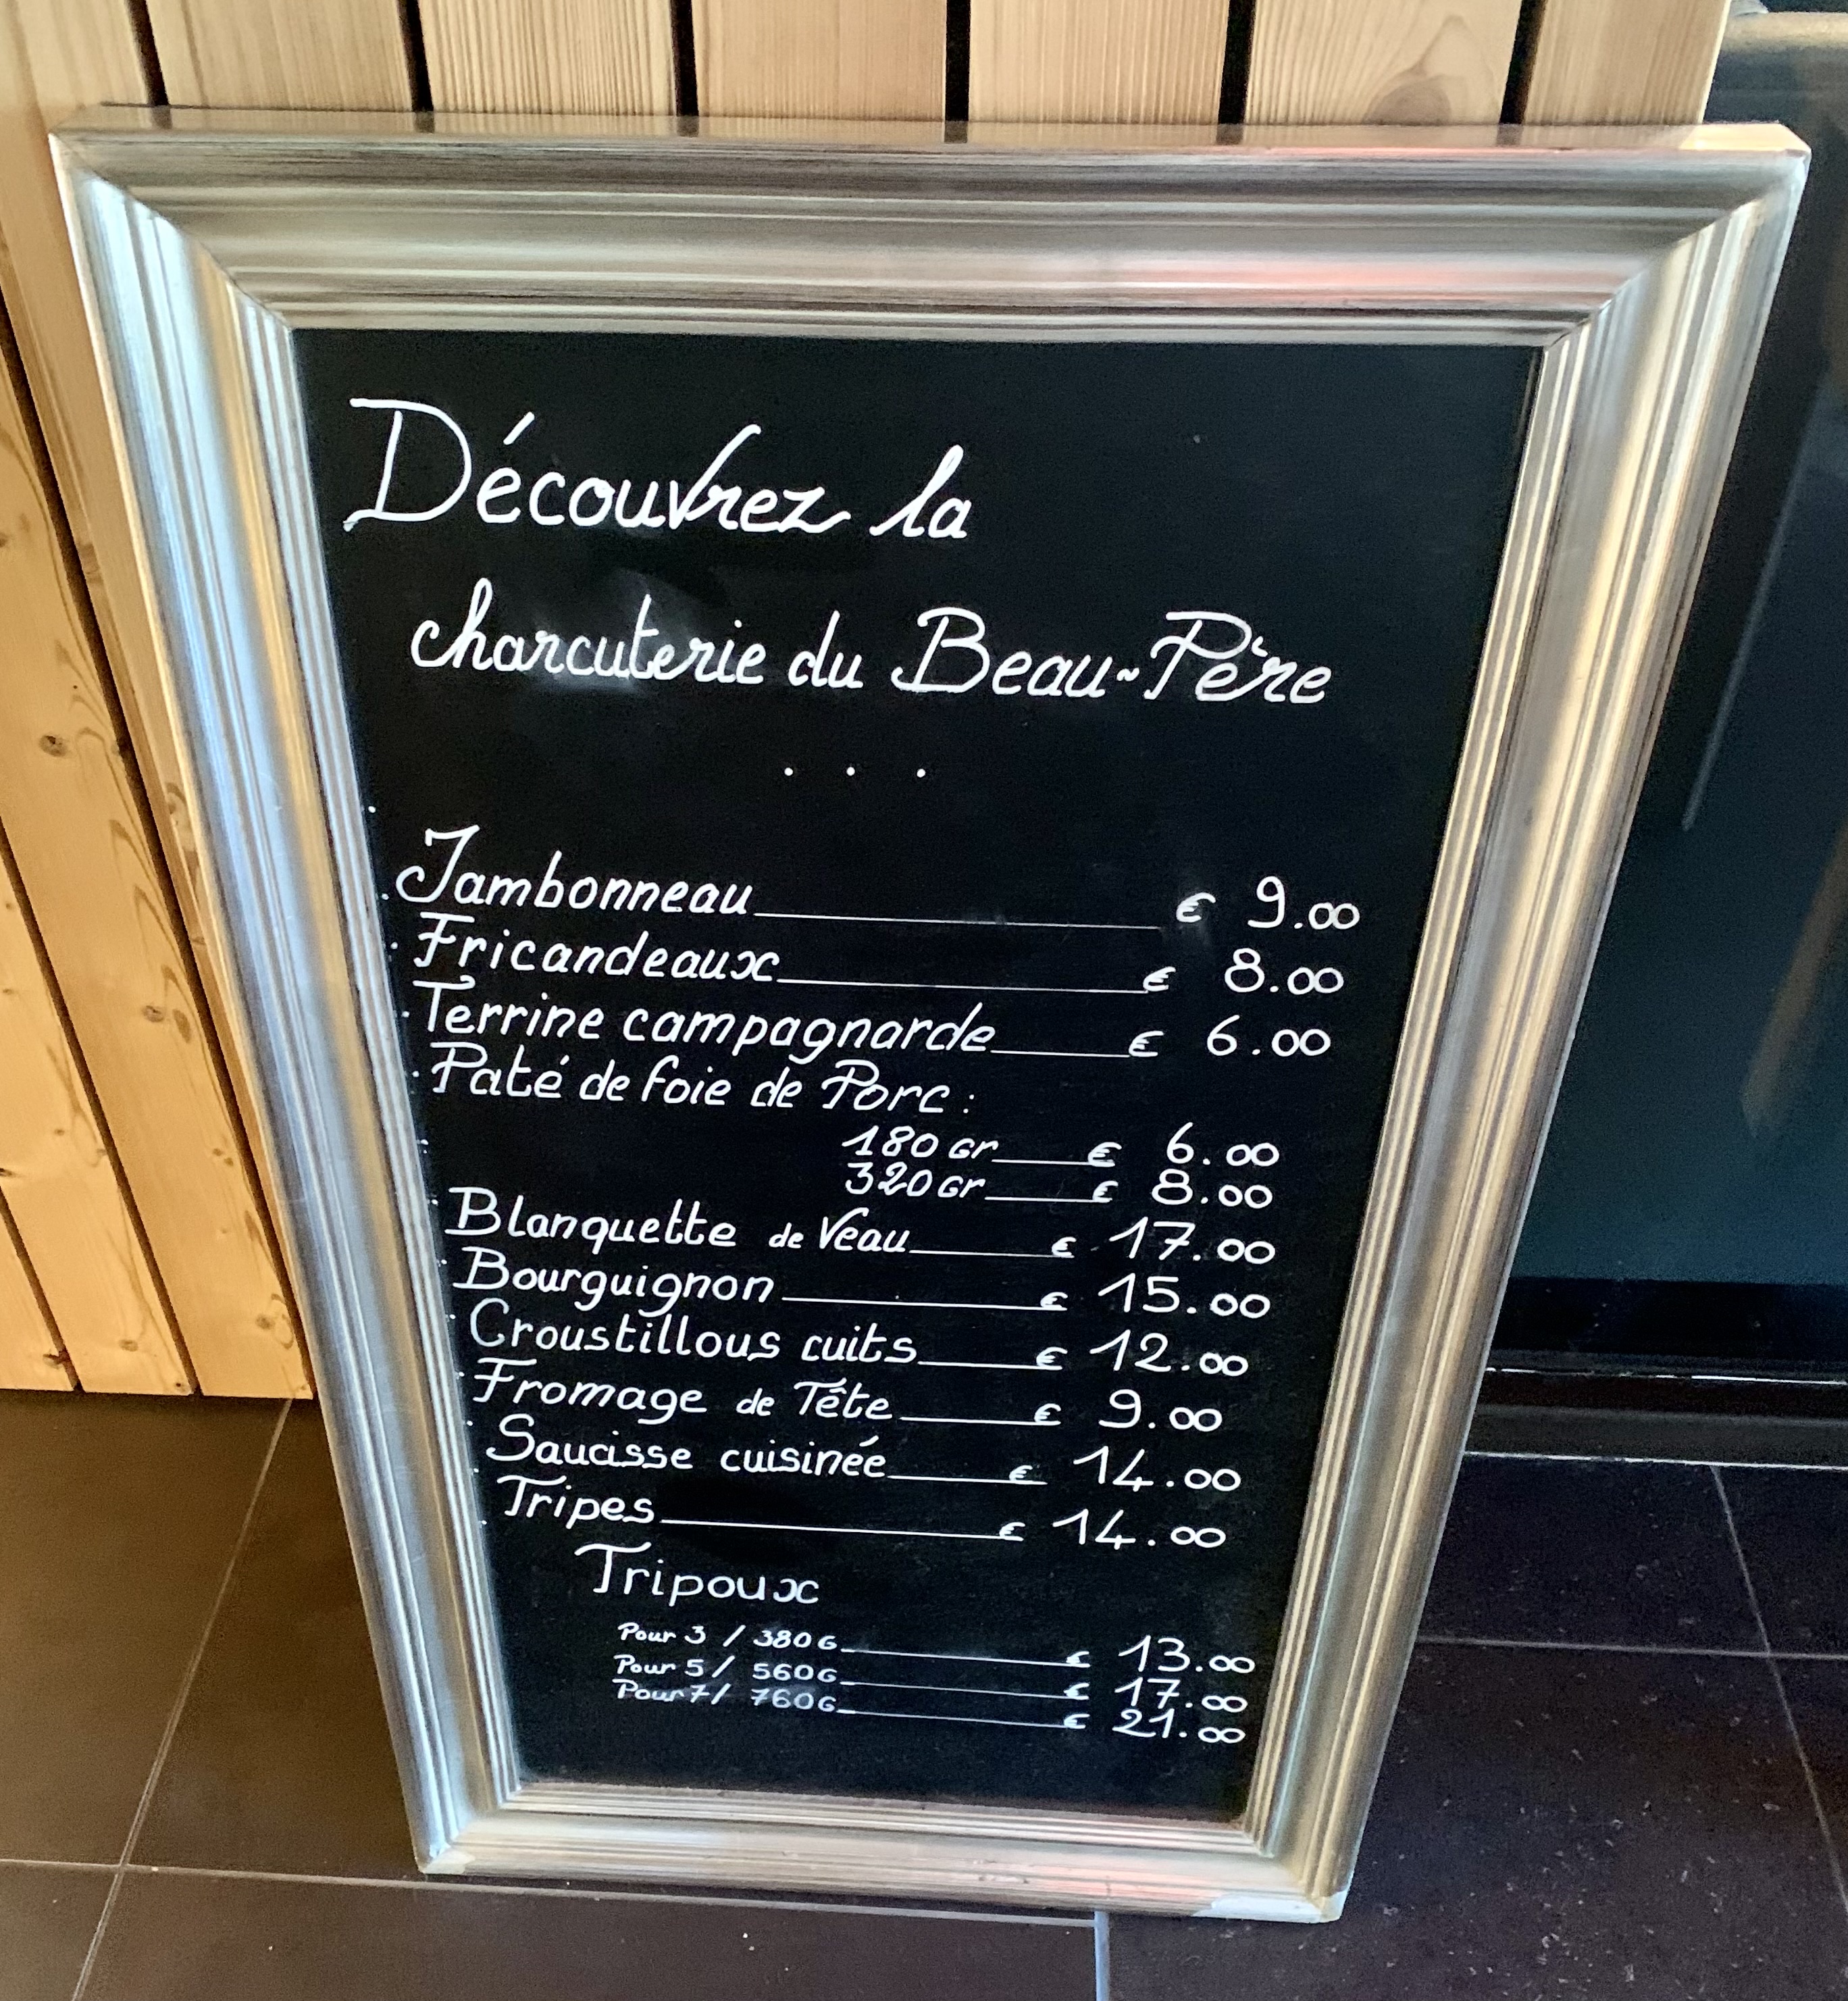 Découvrez la
charcuterie du Beau-Père
...
Jambonneau € 9.00
Fricandeaux € 8.00
Terrine campagnarde € 6.00
Paté de foie de Porc :
180 Gr € 6.00
320 Gr € 8.00
Blanquette de Veau € 17.00
Bourguignon € 15.00
Croustillous cuits € 12.00
Fromage de Tête € 9.00
Saucisse cuisinée € 14.00
Tripes € 14.00
Tripoux
Pour 3 / 380 G € 13.00
Pour 5 / 560 G € 17.00
Pour 7 / 760 G € 21.00